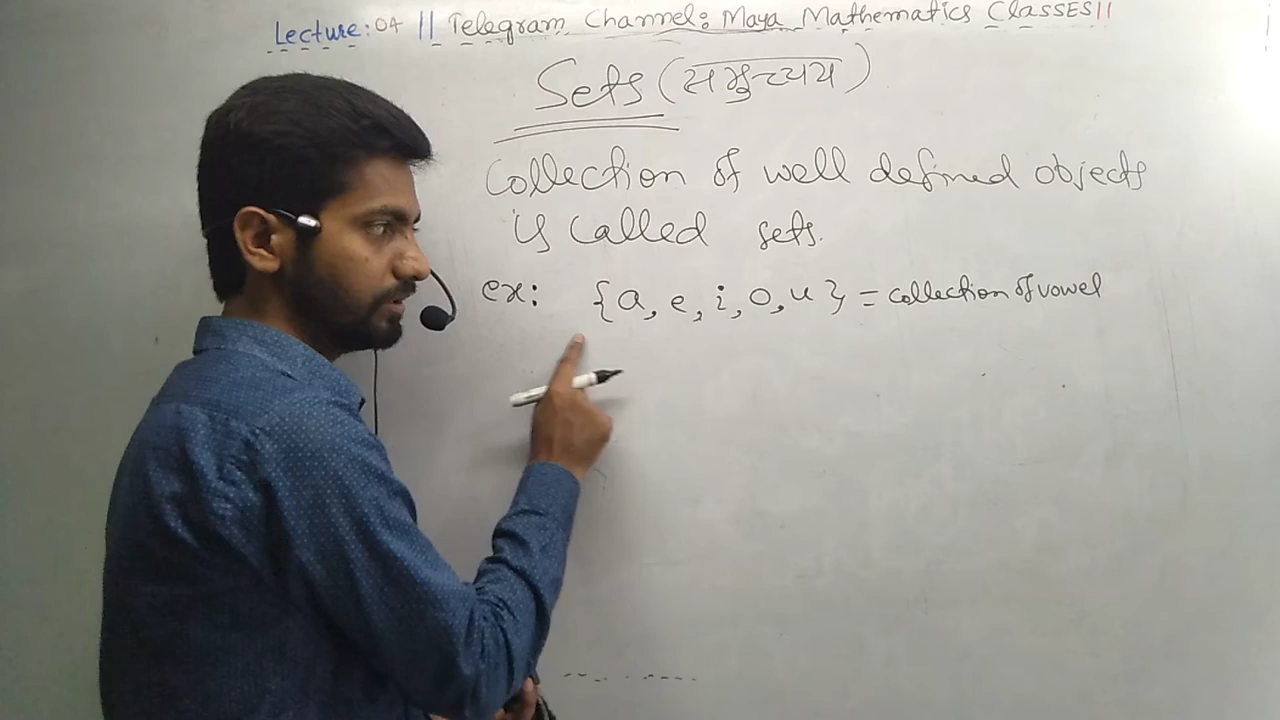 Lecture: 04 || Telegram Channel: Maya Mathematics Classes||
Sets (समुच्चय)
Collection of well defined objects
is called sets.
ex: {a, e, i, o, u} = collection of vowel